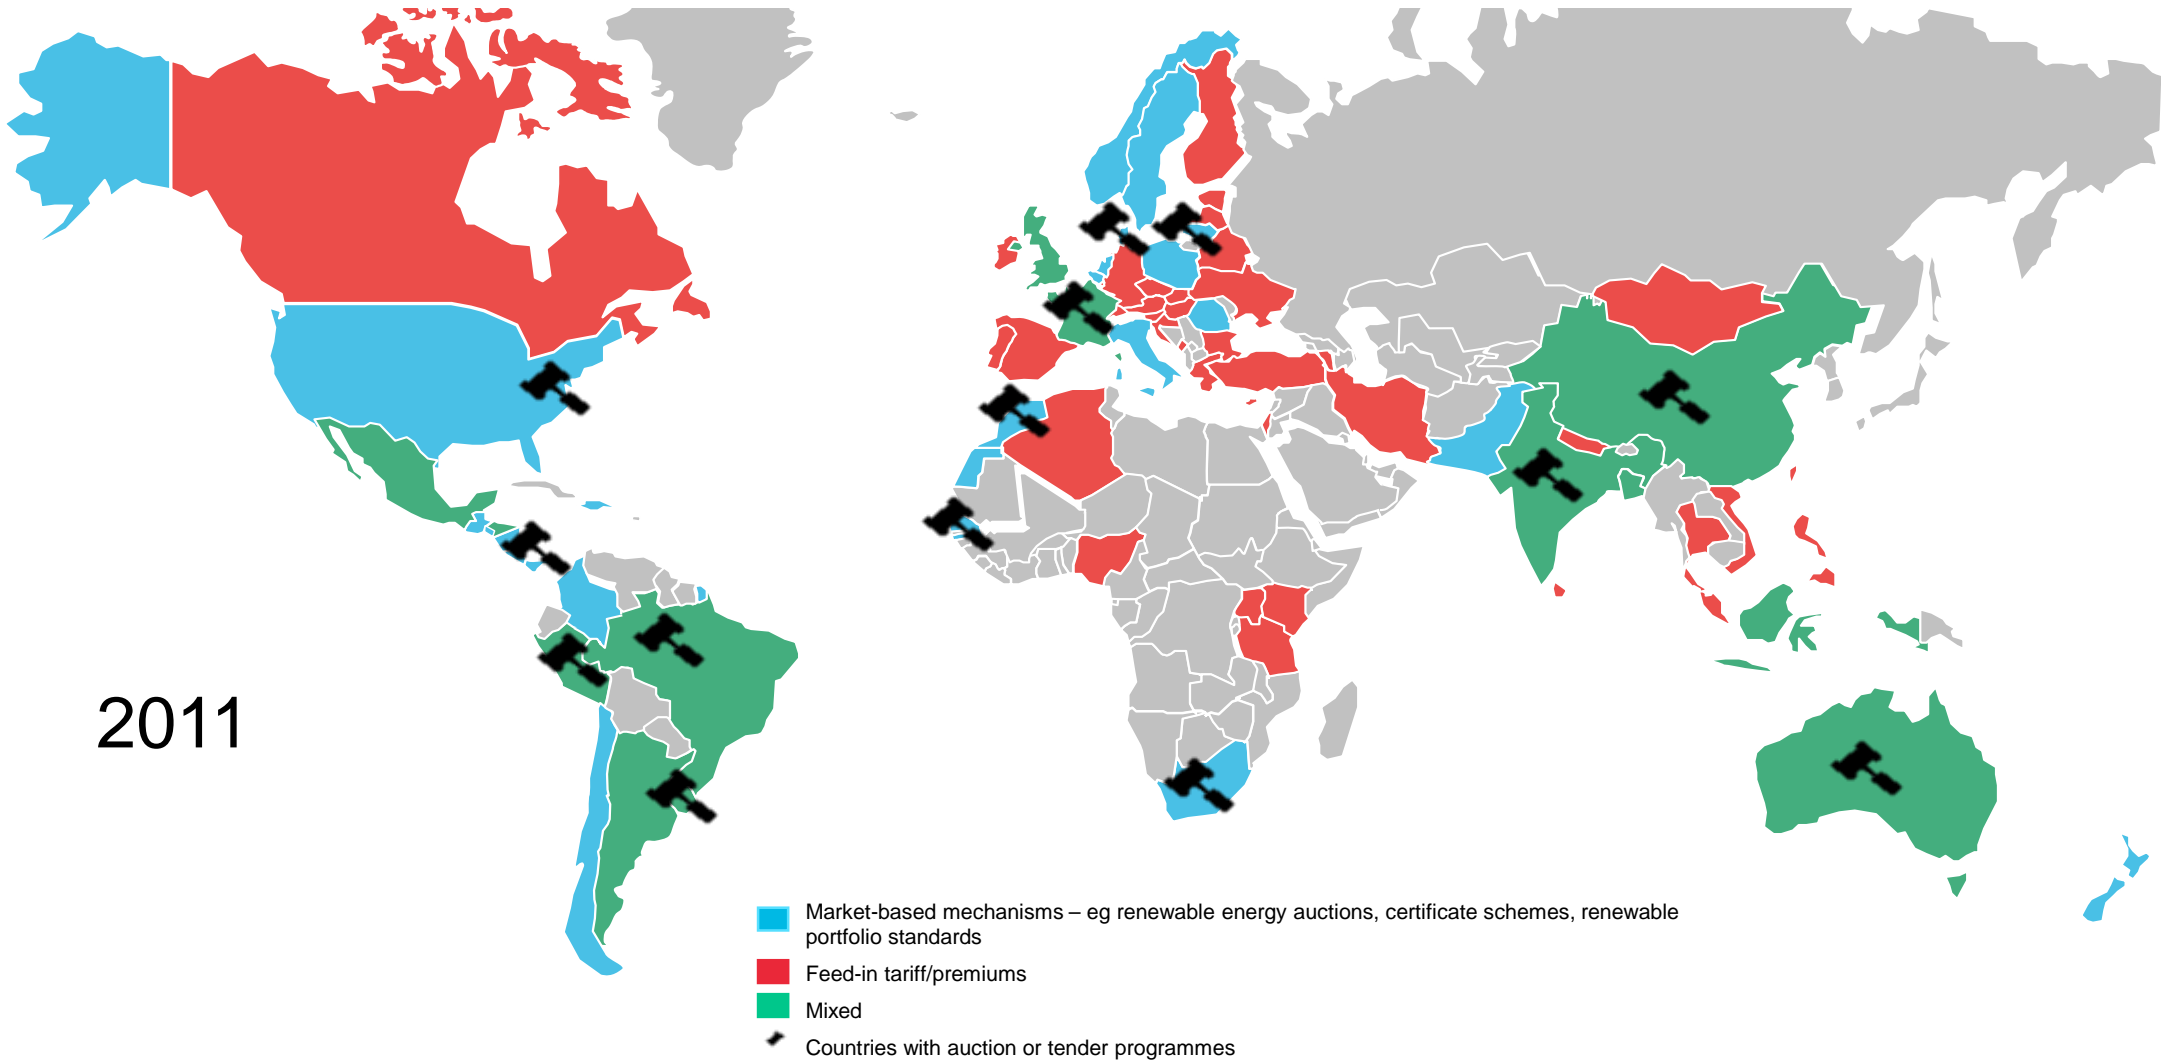 2011
Market-based mechanisms – eg renewable energy auctions, certificate schemes, renewable
portfolio standards
Feed-in tariff/premiums
Mixed
Countries with auction or tender programmes